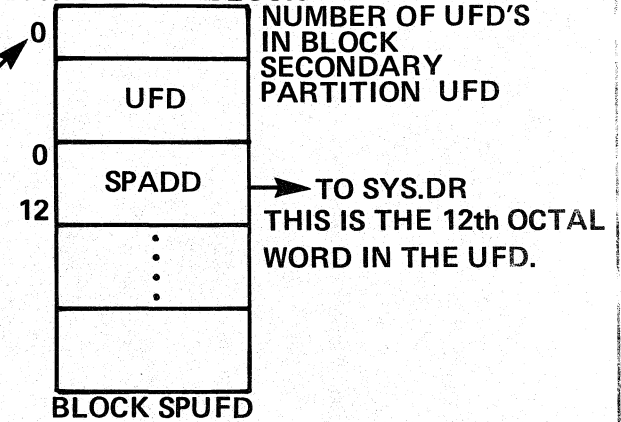 0
NUMBER OF UFD'S
IN BLOCK
SECONDARY
PARTITION UFD
UFD
0
SPADD
TO SYS.DR
12
THIS IS THE 12th OCTAL
WORD IN THE UFD.
BLOCK SPUFD